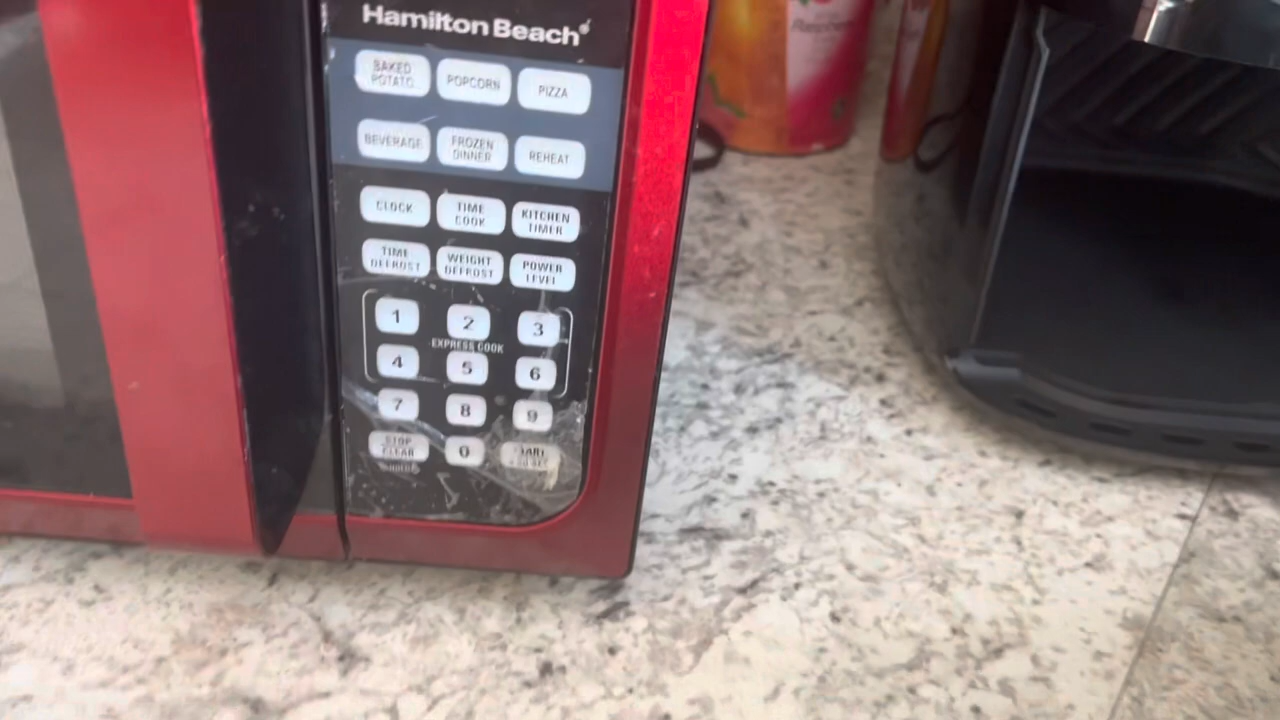 Hamilton Beach
BAKED
POTATO
POPCORN
PIZZA
BEVERAGE
FROZEN
DINNER
REHEAT
CLOCK
TIME
COOK
KITCHEN
TIMER
TIME
DEFROST
WEIGHT
DEFROST
POWER
LEVEL
1
2
3
EXPRESS COOK
4
5
6
7
8
9
STOP
CLEAR
0
START